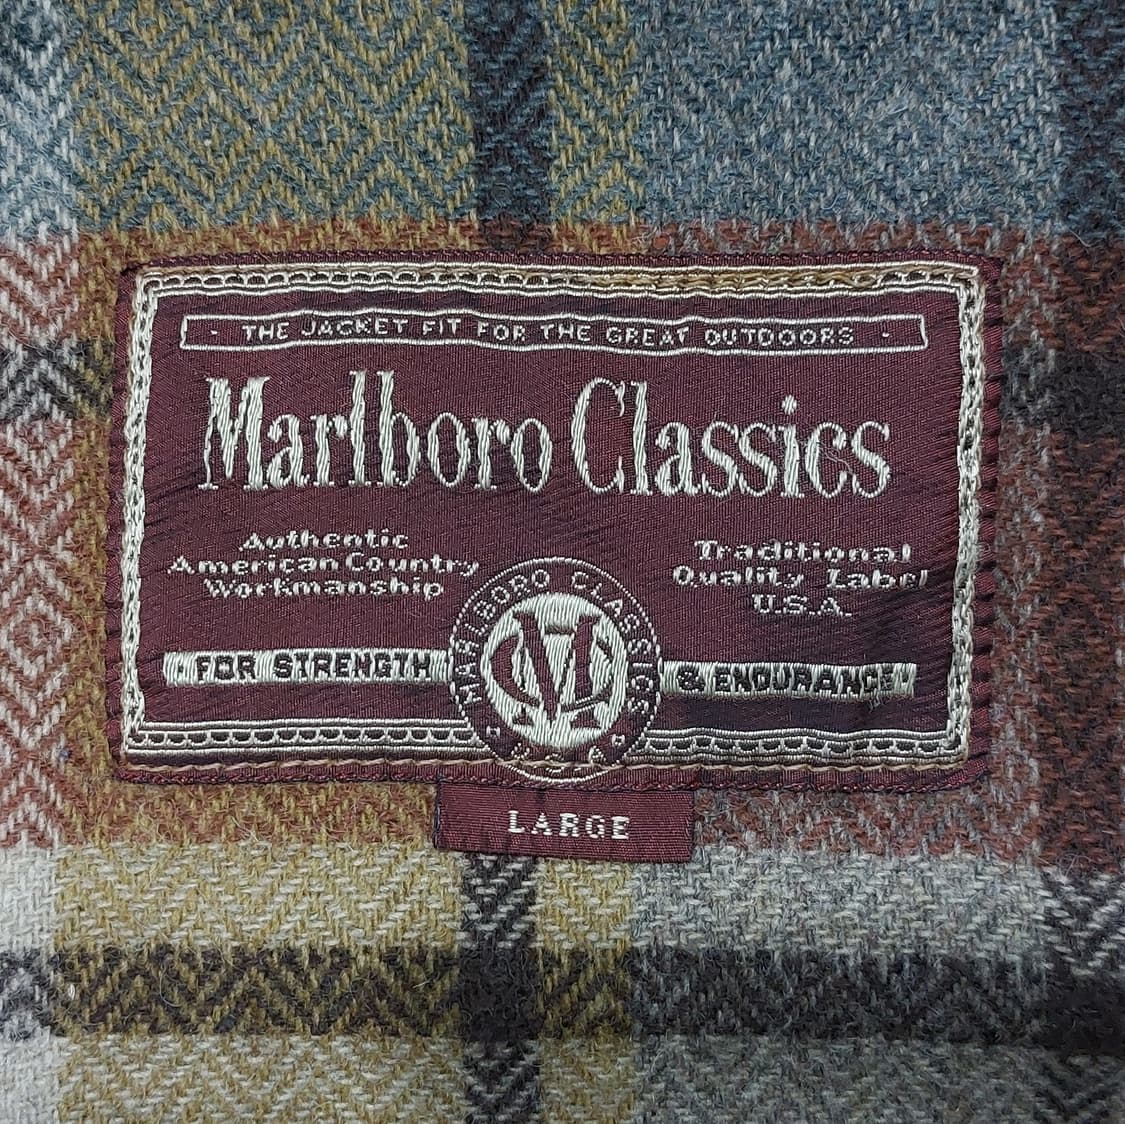 · THE JACKET FIT FOR THE GREAT OUTDOORS ·
Marlboro Classics
Authentic
American Country
Workmanship
Traditional
Quality Label
U.S.A.
MARLBORO CLASSICS
MC
U.S.A.
· FOR STRENGTH
& ENDURANCE ·
LARGE